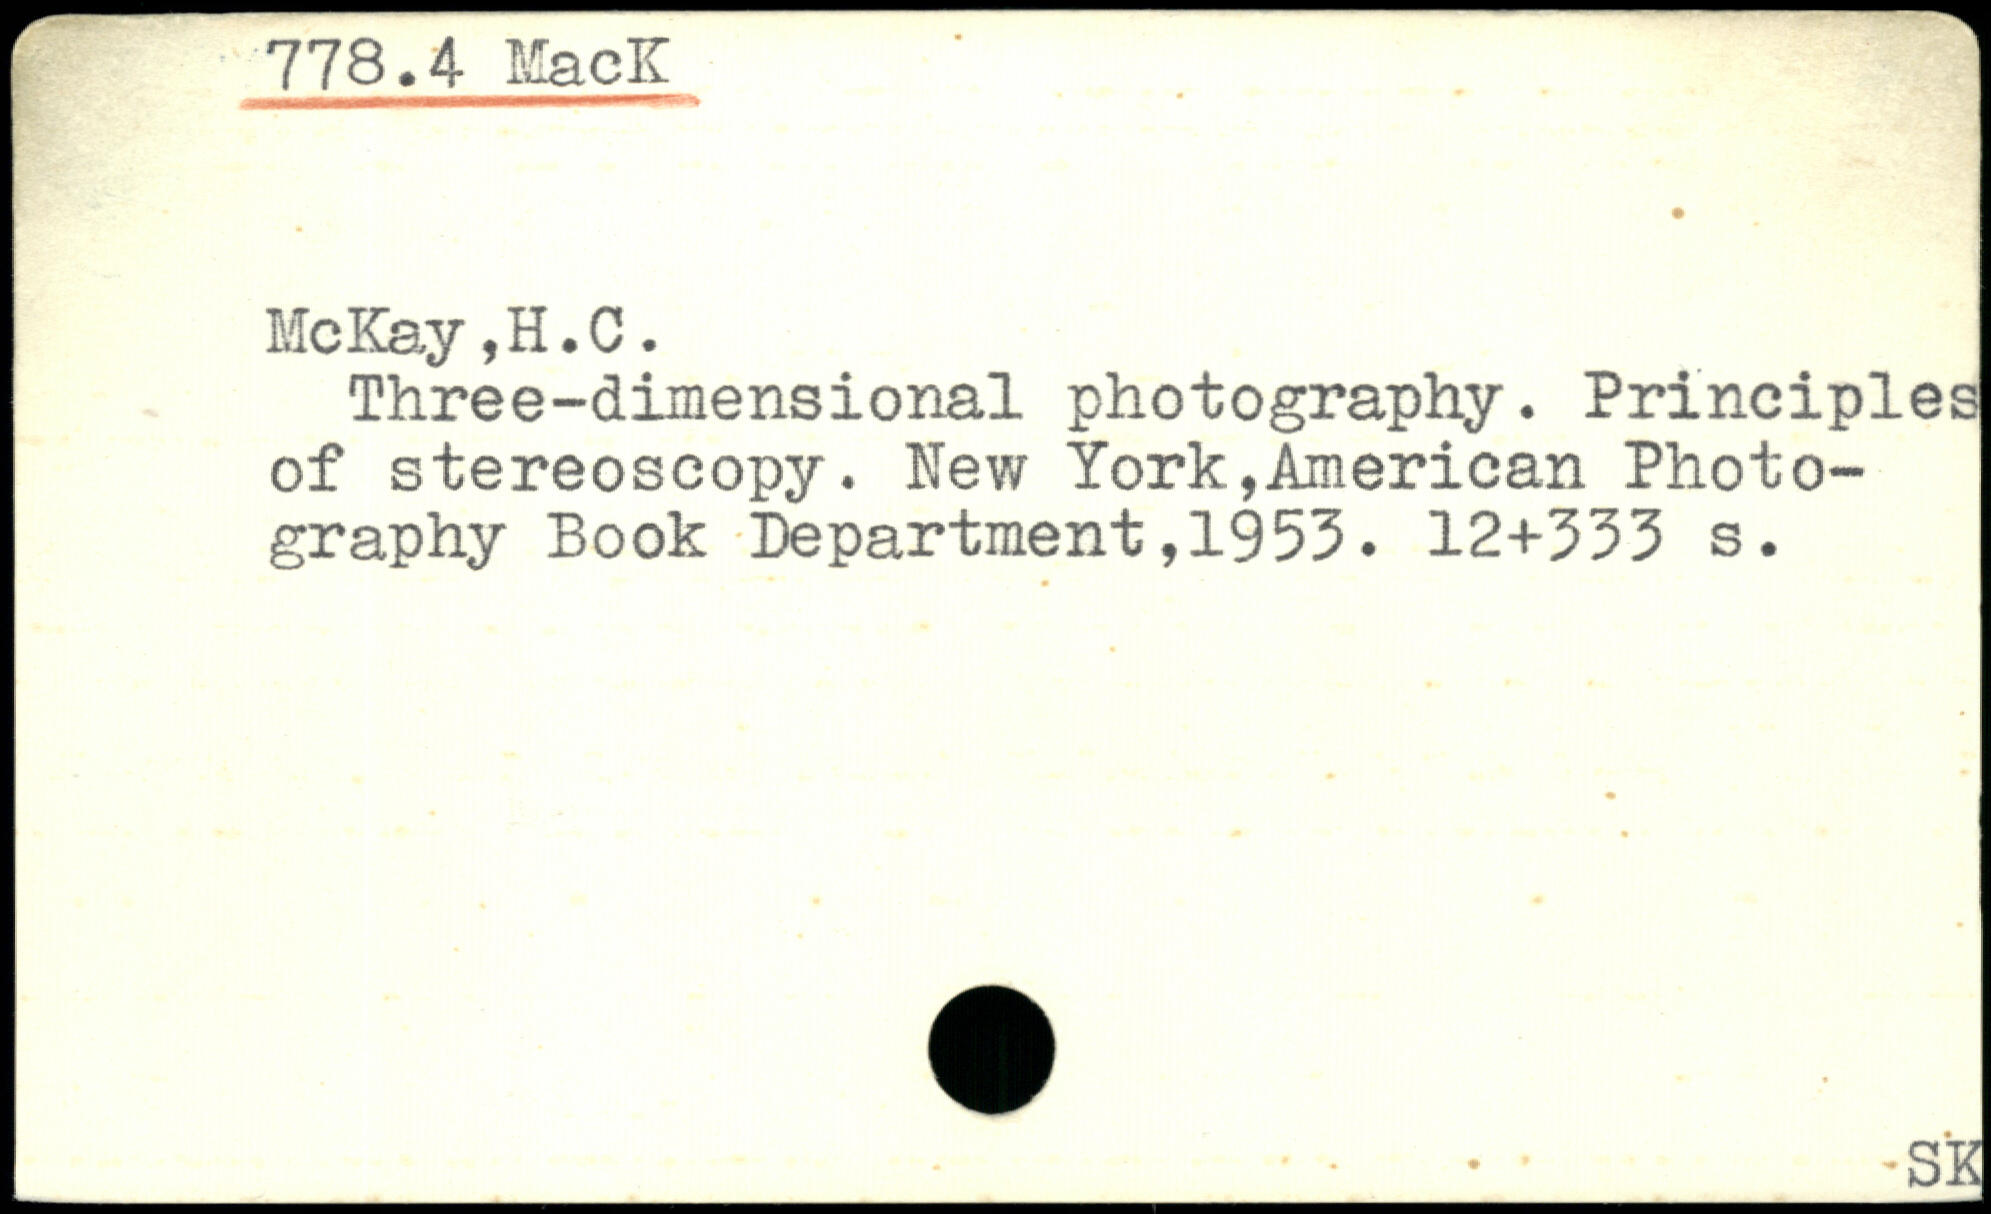 778.4 MacK
McKay,H.C.
Three-dimensional photography. Principles
of stereoscopy. New York,American Photo-
graphy Book Department,1953. 12+333 s.
SK